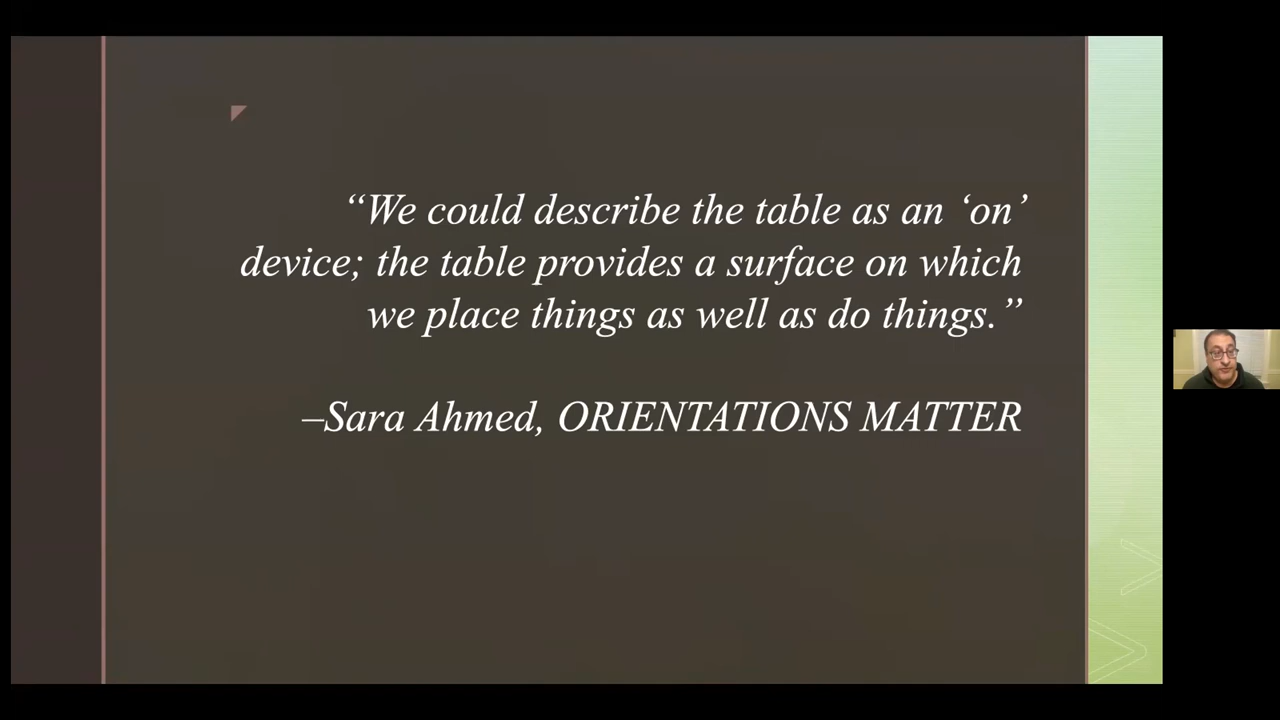 “We could describe the table as an ‘on’
device; the table provides a surface on which
we place things as well as do things.”
–Sara Ahmed, ORIENTATIONS MATTER